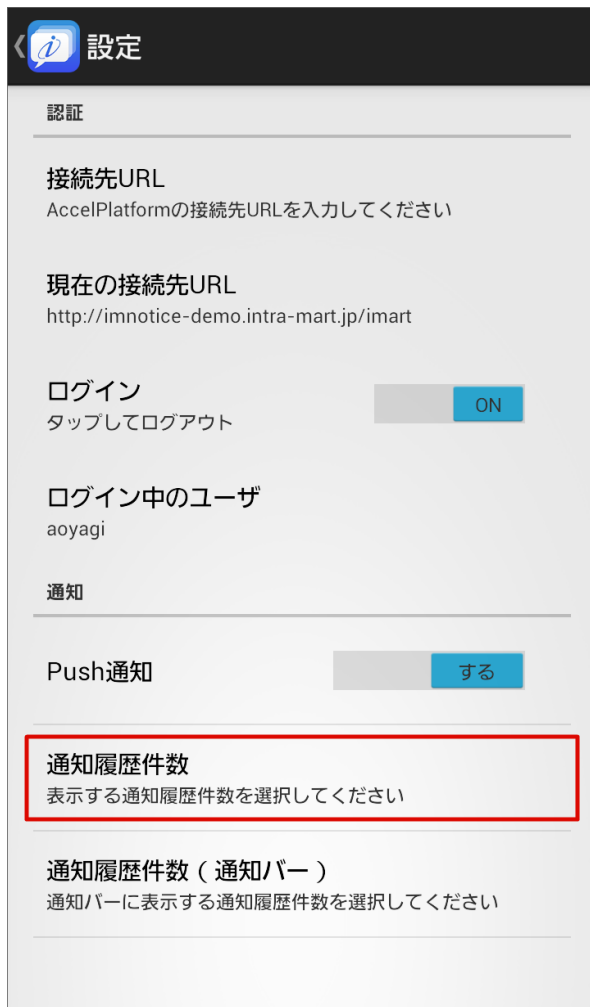 設定
認証
接続先URL
AccelPlatformの接続先URLを入力してください
現在の接続先URL
http://imnotice-demo.intra-mart.jp/imart
ログイン
タップしてログアウト
ON
ログイン中のユーザ
aoyagi
通知
Push通知
する
通知履歴件数
表示する通知履歴件数を選択してください
通知履歴件数（通知バー）
通知バーに表示する通知履歴件数を選択してください